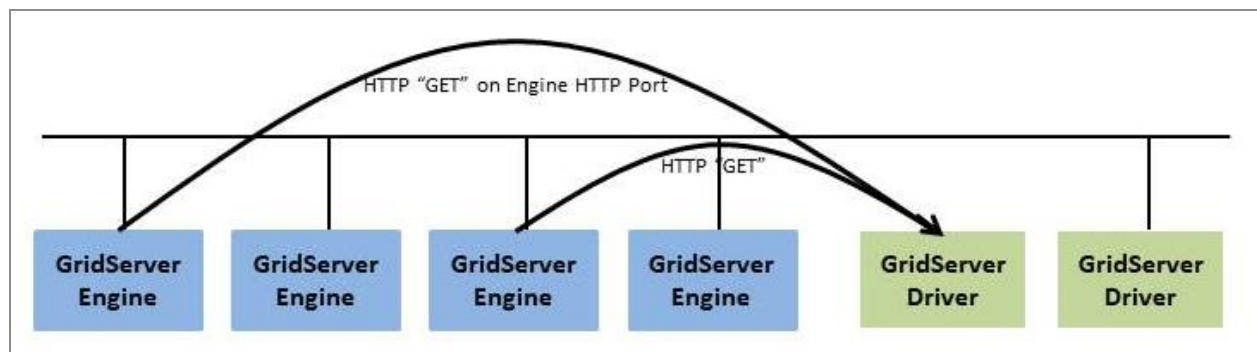 HTTP “GET” on Engine HTTP Port
HTTP “GET”
GridServer
Engine
GridServer
Engine
GridServer
Engine
GridServer
Engine
GridServer
Driver
GridServer
Driver